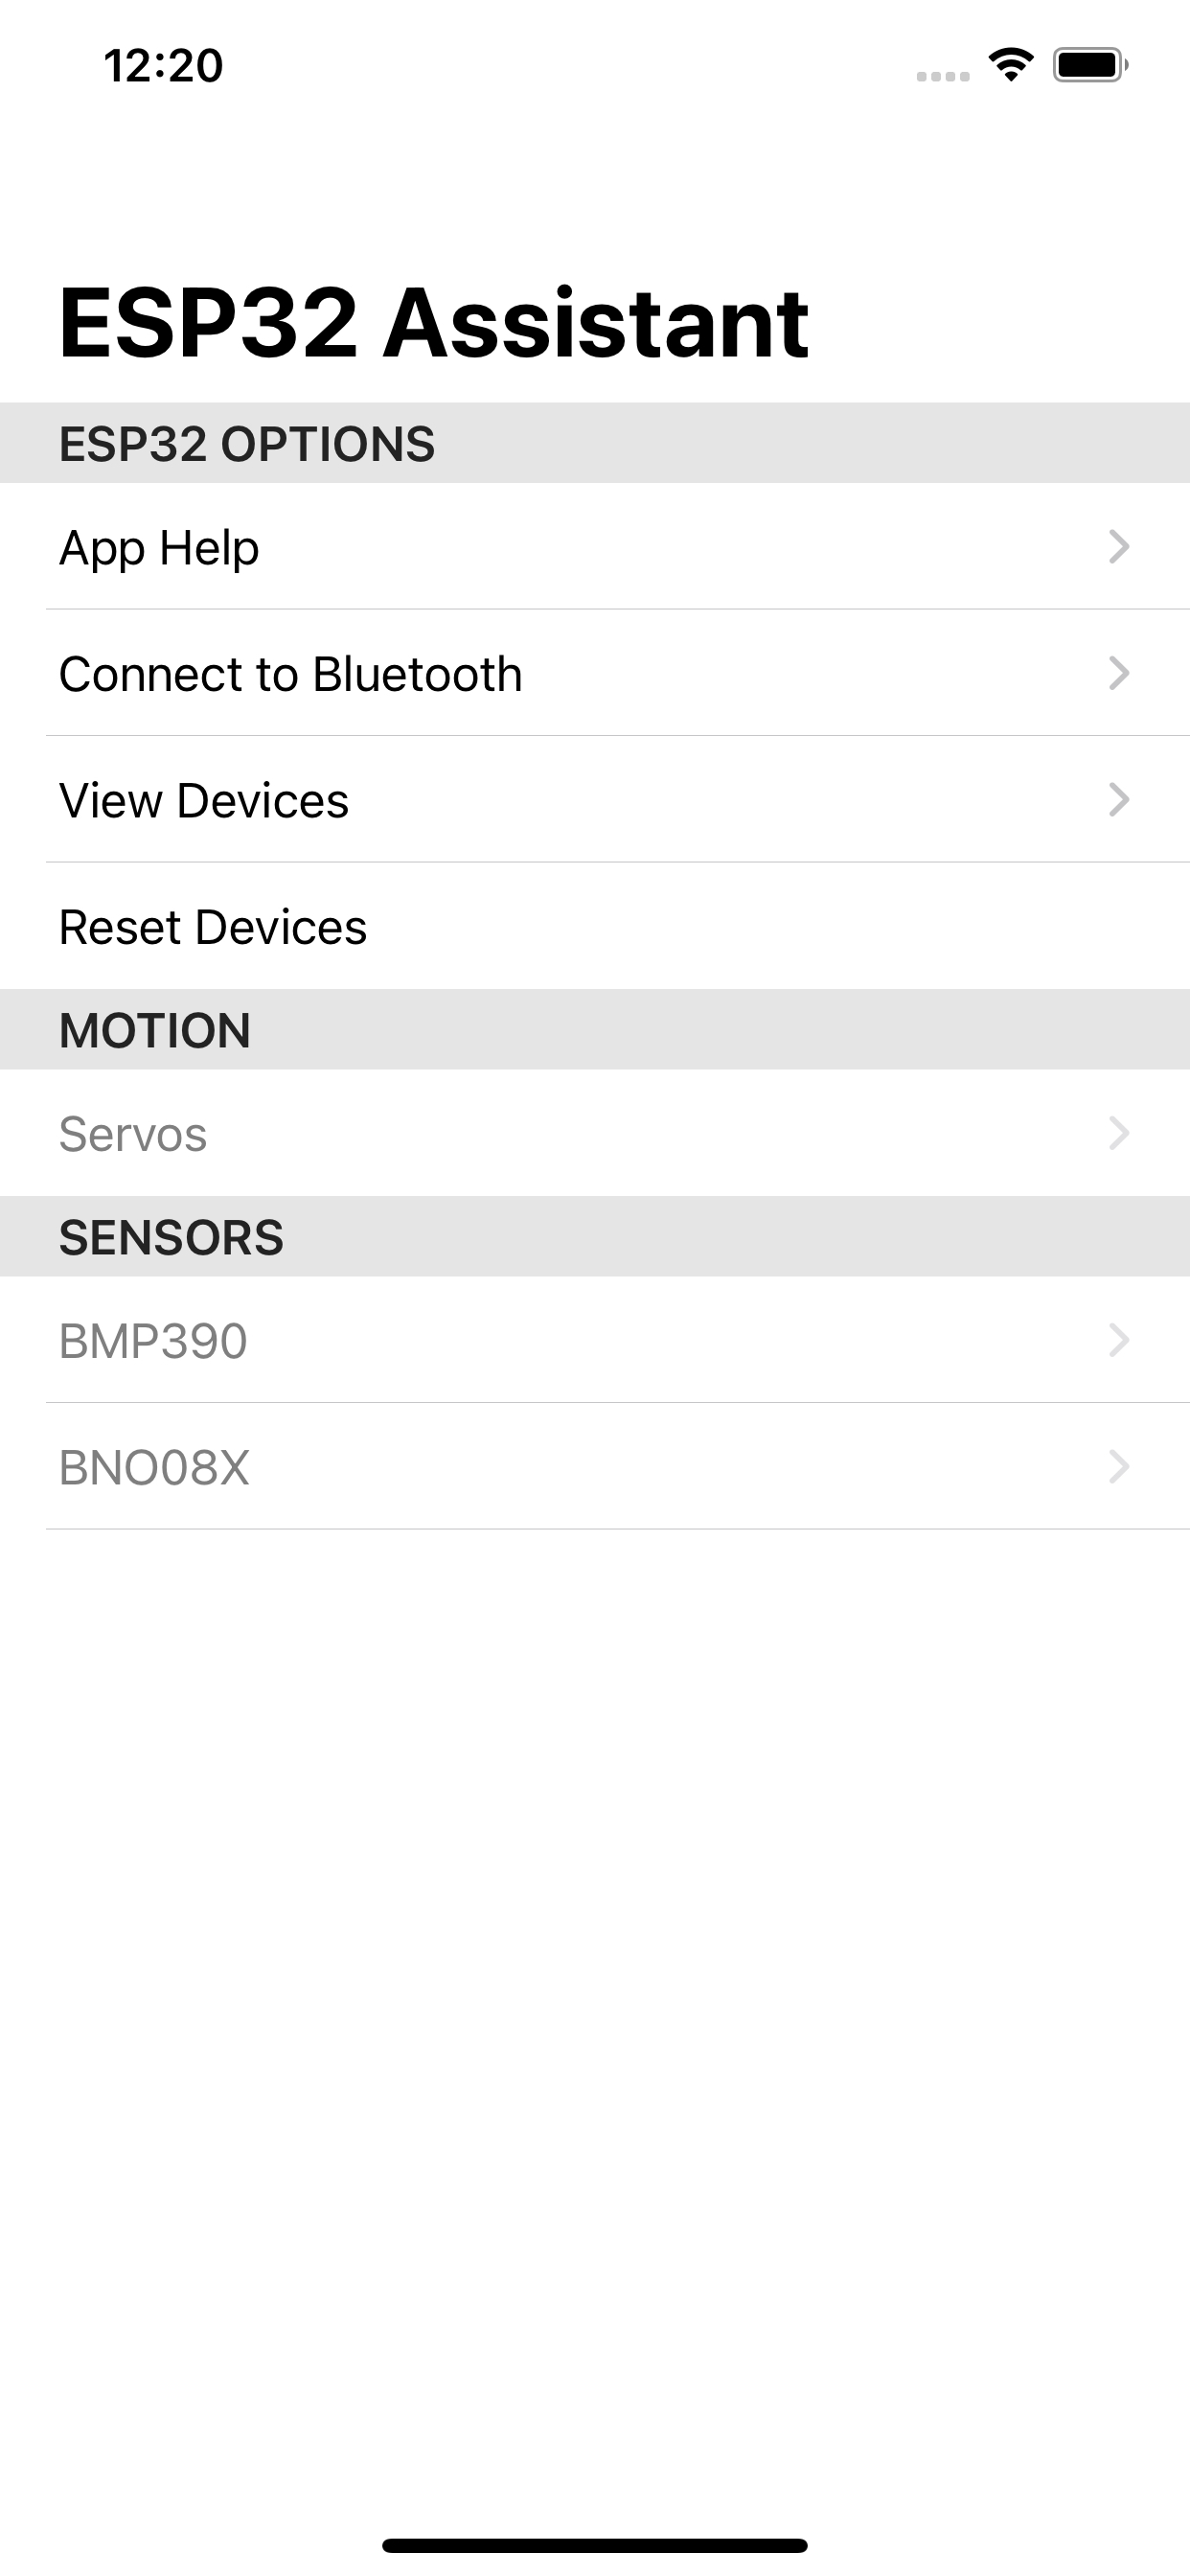 12:20
ESP32 Assistant
ESP32 OPTIONS
App Help
Connect to Bluetooth
View Devices
Reset Devices
MOTION
Servos
SENSORS
BMP390
BNO08X